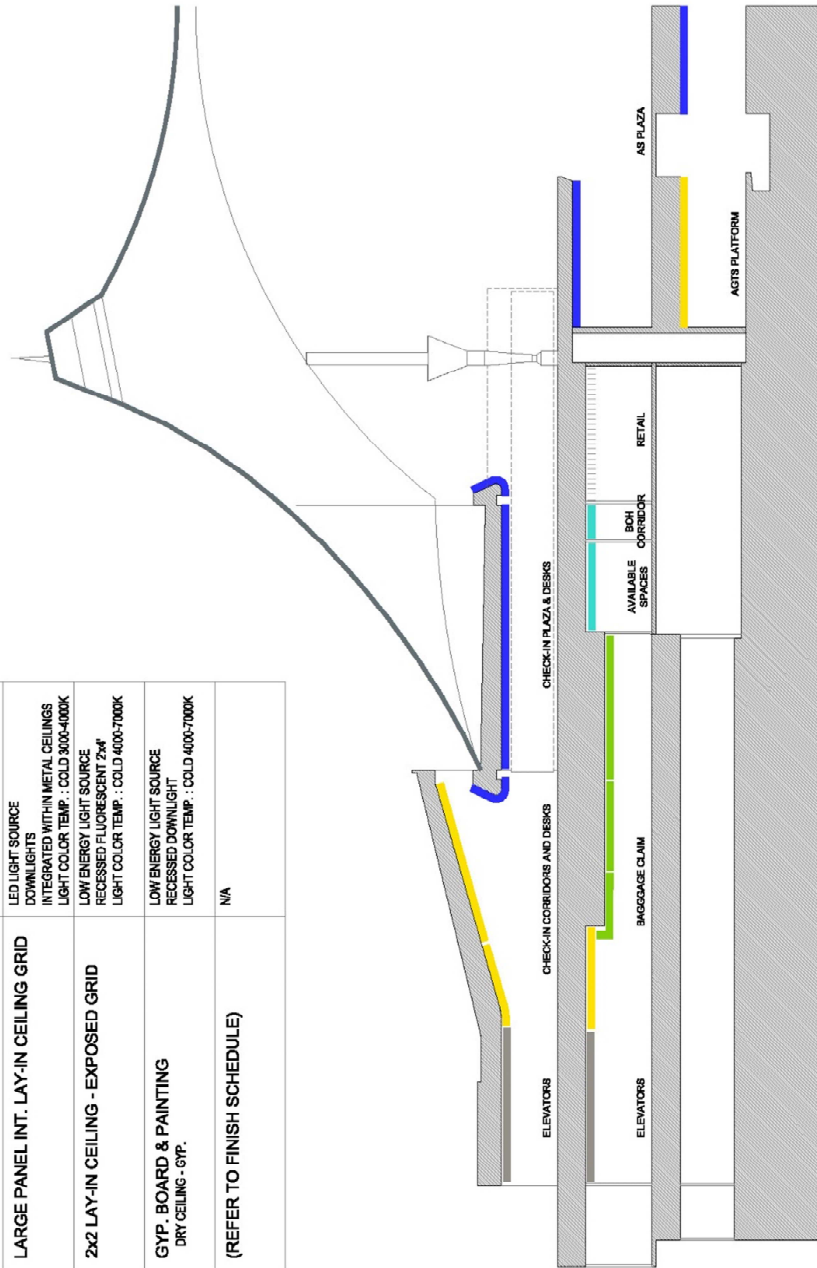 LARGE PANEL INT. LAY-IN CEILING GRID
LED LIGHT SOURCE
DOWNLIGHTS
INTEGRATED WITHIN METAL CEILINGS
LIGHT COLOR TEMP. : COLD 3000-4000K
2x2 LAY-IN CEILING - EXPOSED GRID
LOW ENERGY LIGHT SOURCE
RECESSED FLUORESCENT 2'x4'
LIGHT COLOR TEMP. : COLD 4000-7000K
GYP. BOARD & PAINTING
DRY CEILING - GYP.
LOW ENERGY LIGHT SOURCE
RECESSED DOWNLIGHT
LIGHT COLOR TEMP. : COLD 4000-7000K
(REFER TO FINISH SCHEDULE)
N/A
ELEVATORS
CHECK-IN CORRIDORS AND DESKS
CHECK-IN PLAZA & DESKS
ELEVATORS
BAGGGAGE CLAIM
AVAILABLE
SPACES
BOH
CORRIDOR
RETAIL
AS PLAZA
AGTS PLATFORM